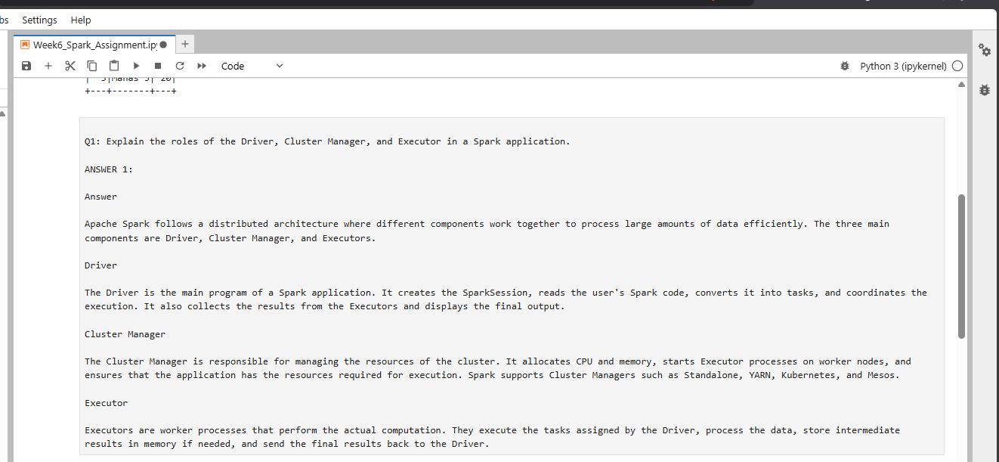 bs Settings Help
Week6_Spark_Assignment.ip
Code
Python 3 (ipykernel)
+---+-------+---+
Q1: Explain the roles of the Driver, Cluster Manager, and Executor in a Spark application.
ANSWER 1:
Answer
Apache Spark follows a distributed architecture where different components work together to process large amounts of data efficiently. The three main
components are Driver, Cluster Manager, and Executors.
Driver
The Driver is the main program of a Spark application. It creates the SparkSession, reads the user's Spark code, converts it into tasks, and coordinates the
execution. It also collects the results from the Executors and displays the final output.
Cluster Manager
The Cluster Manager is responsible for managing the resources of the cluster. It allocates CPU and memory, starts Executor processes on worker nodes, and
ensures that the application has the resources required for execution. Spark supports Cluster Managers such as Standalone, YARN, Kubernetes, and Mesos.
Executor
Executors are worker processes that perform the actual computation. They execute the tasks assigned by the Driver, process the data, store intermediate
results in memory if needed, and send the final results back to the Driver.